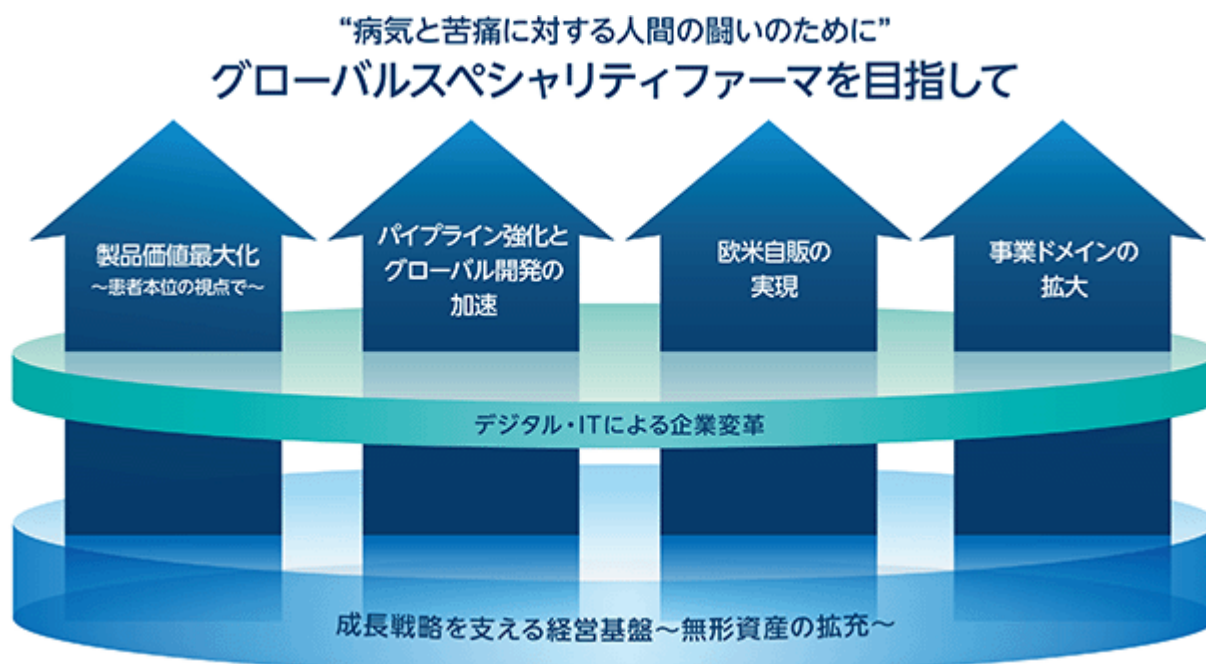 “病気と苦痛に対する人間の闘いのために”
グローバルスペシャリティファーマを目指して
製品価値最大化
～患者本位の視点で～
パイプライン強化と
グローバル開発の
加速
欧米自販の
実現
事業ドメインの
拡大
デジタル・ITによる企業変革
成長戦略を支える経営基盤～無形資産の拡充～